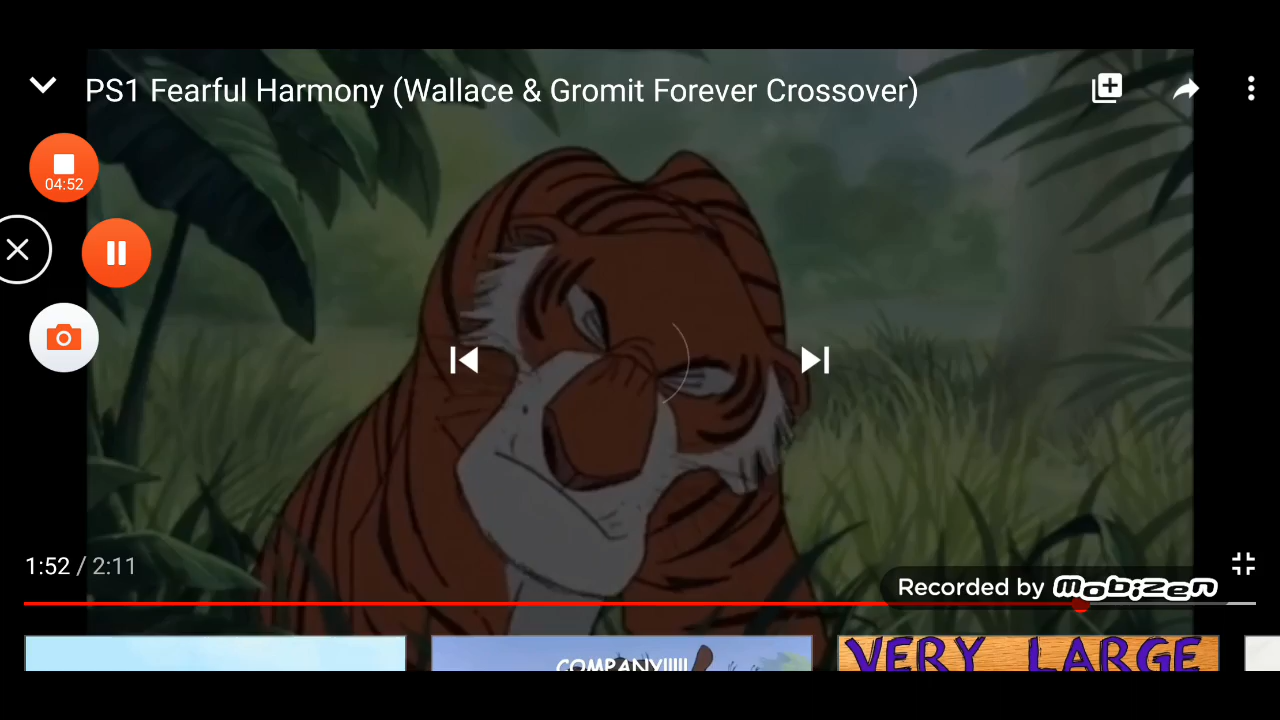 PS1 Fearful Harmony (Wallace & Gromit Forever Crossover)
04:52
1:52 / 2:11
Recorded by Mobizen
COMPANY!!!!!
VERY LARGE